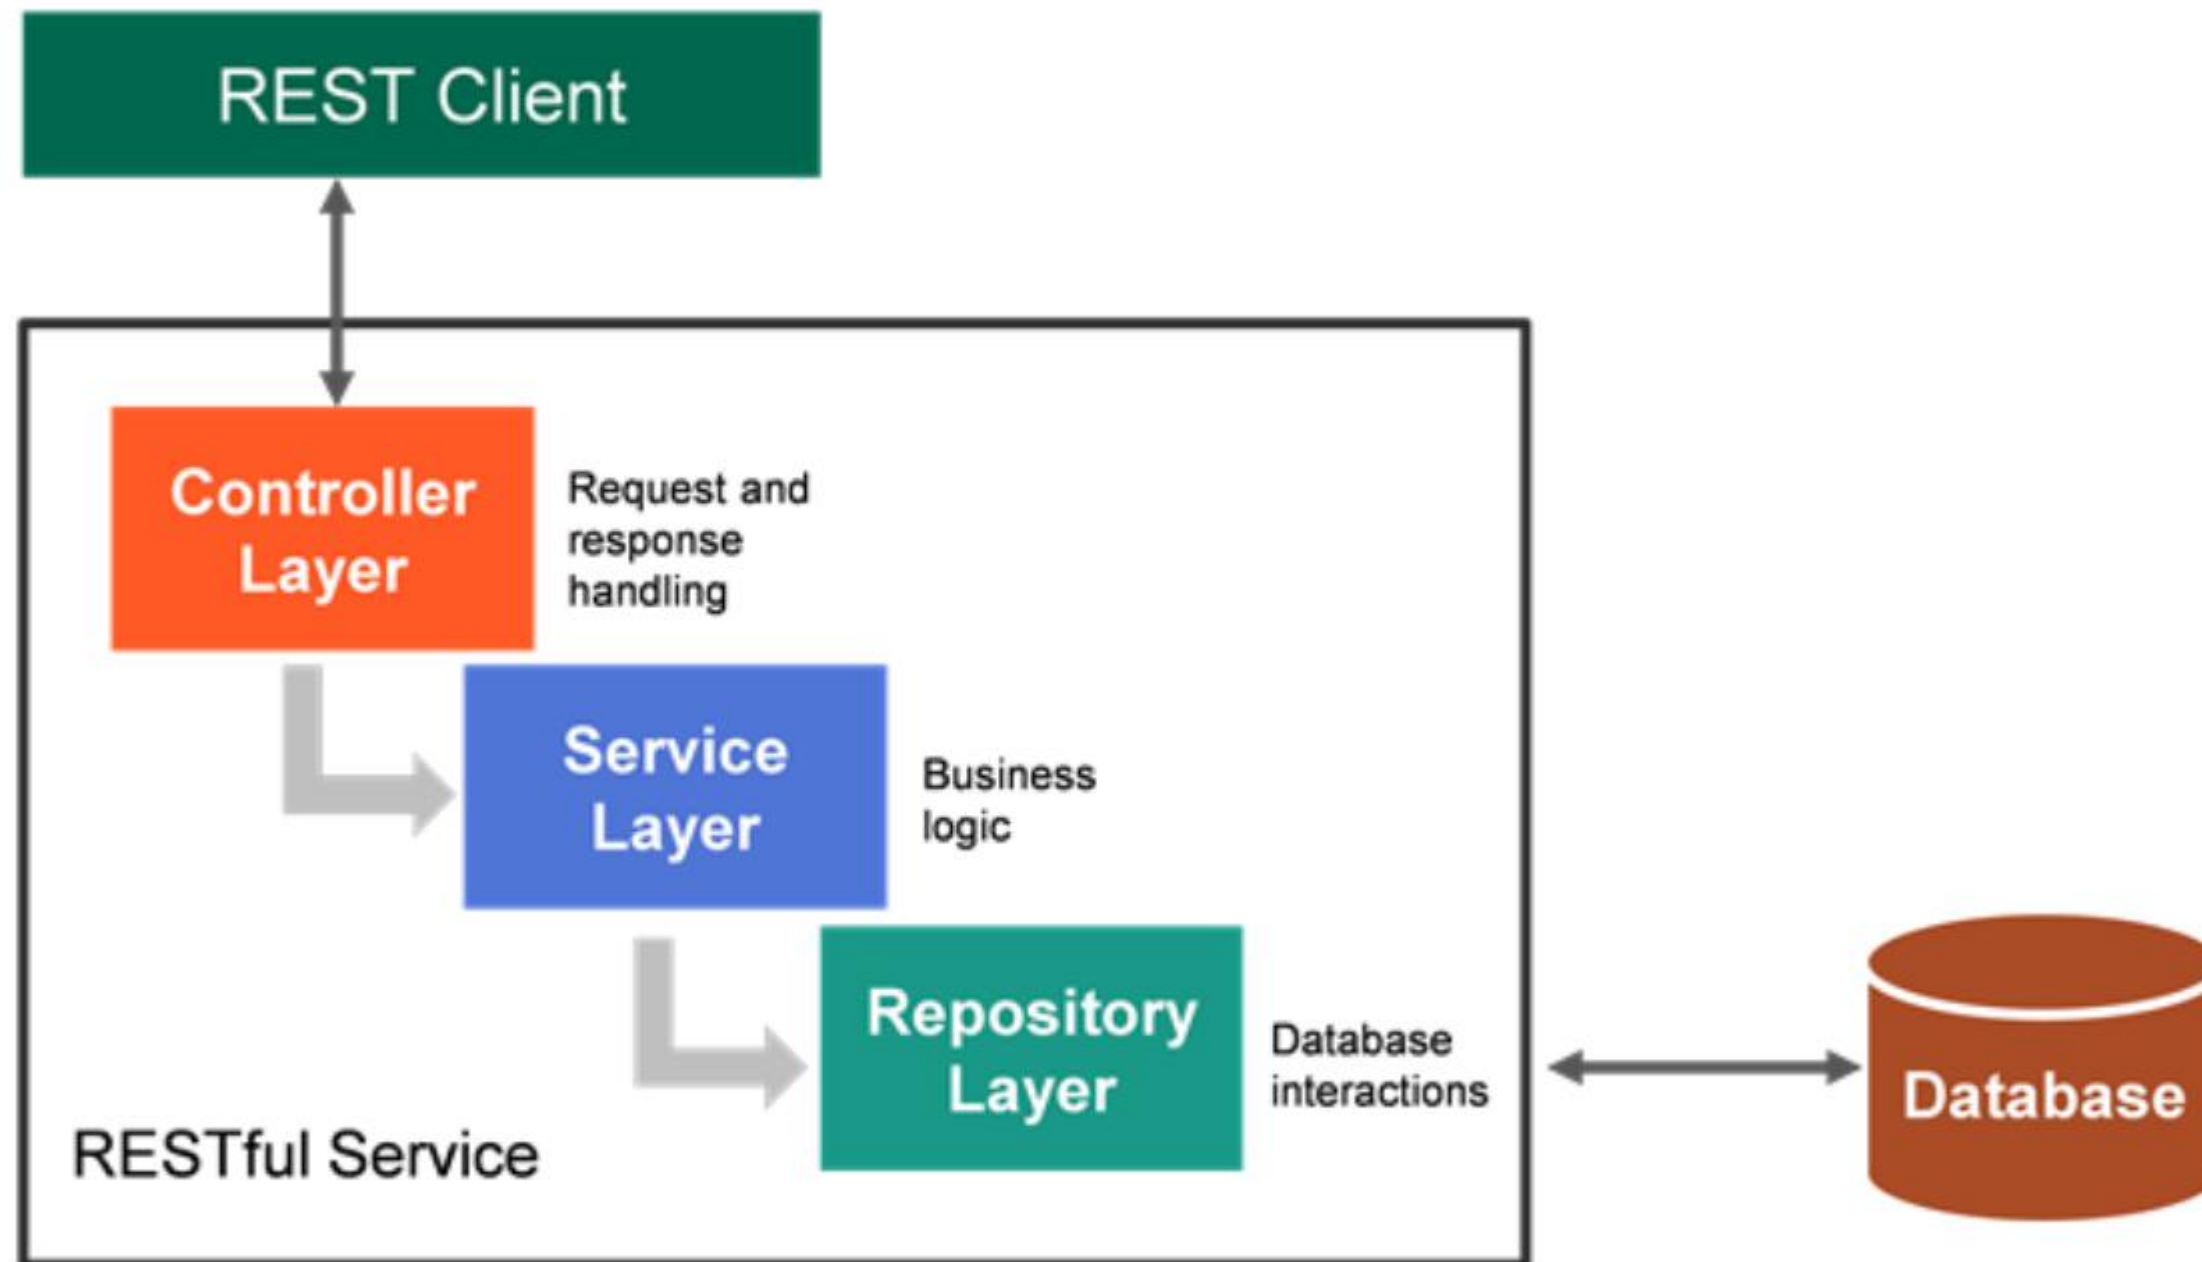 REST Client
Controller
Layer
Request and
response
handling
Service
Layer
Business
logic
Repository
Layer
Database
interactions
Database
RESTful Service